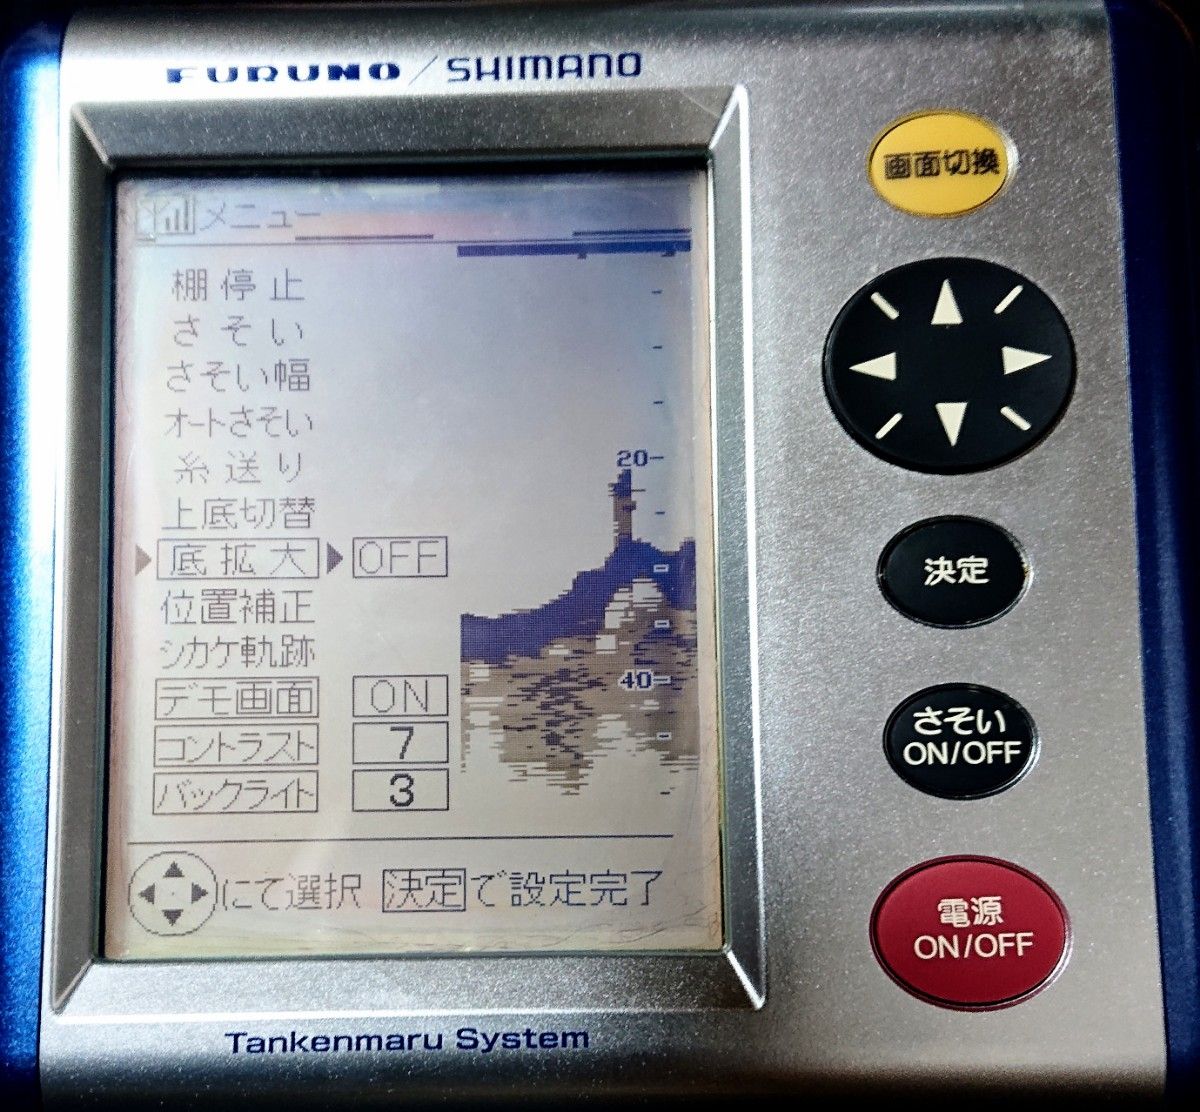 FURUNO/SHIMANO
メニュー
棚停止
さそい
さそい幅
オートさそい
糸送り
上底切替
底拡大 OFF
位置補正
シカケ軌跡
デモ画面 ON
コントラスト 7
バックライト 3
20
40
にて選択 決定で設定完了
Tankenmaru System
画面切換
決定
さそい
ON/OFF
電源
ON/OFF